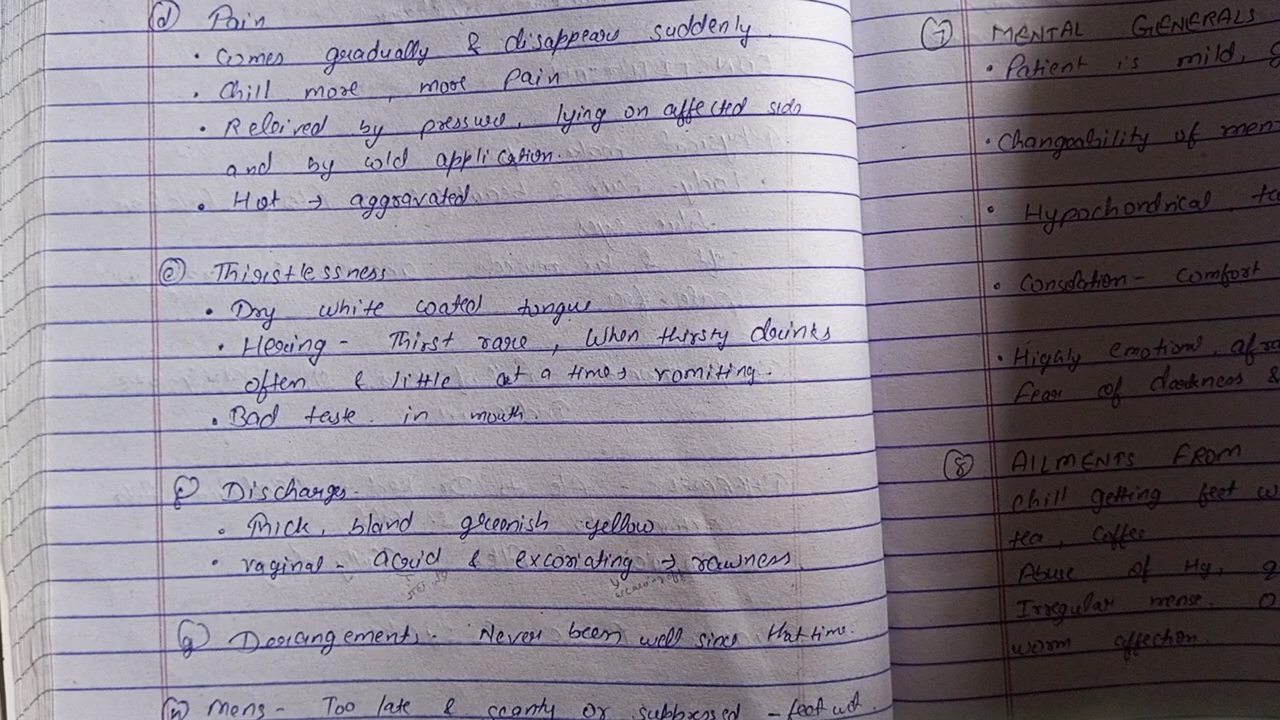 (d) Pain
• Comes gradually & disappears suddenly.
• Chill more, more pain
• Releived by pressure, lying on affected side
and by cold application.
• Hot → aggravated
(e) Thirstlessness
• Dry white coated tongue
• Hering - Thirst rare, When thirsty drinks
often & little at a time → vomiting.
• Bad taste in mouth.
(f) Discharges.
• Thick, bland greenish yellow
• vaginal - acrid & excoriating → rawness
(g) Derrangements - Never been well since that time.
(h) Mens - Too late & scanty or suppressed - feet wet.
(7) MENTAL GENERALS
• Patient is mild,
• Changeability of
• Hypochondrical
• Consolation - comfort
• Highly emotional,
Fear of darkness &
(8) AILMENTS FROM
Chill getting feet
tea, Coffee
Abuse of Hg,
Irregular mense.
worm affection.